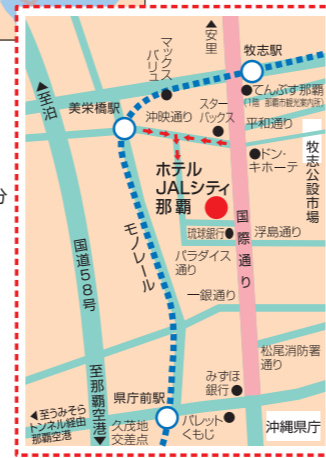 ▲至安里
牧志駅
マックス
バリュ
てんぶす那覇
(1階 那覇市観光案内所)
▲至泊
美栄橋駅
沖映通り
スター
バックス
平和通り
ドン・
キホーテ
牧志公設市場
ホテル
JALシティ
那覇
分
国際通り
琉球銀行
浮島通り
モノレール
国道58号
パラダイス
通り
一銀通り
松尾消防署
通り
みずほ
銀行
至那覇空港▼
県庁前駅
◀至うみそら
トンネル経由
那覇空港
久茂地
交差点
パレット
くもじ
沖縄県庁